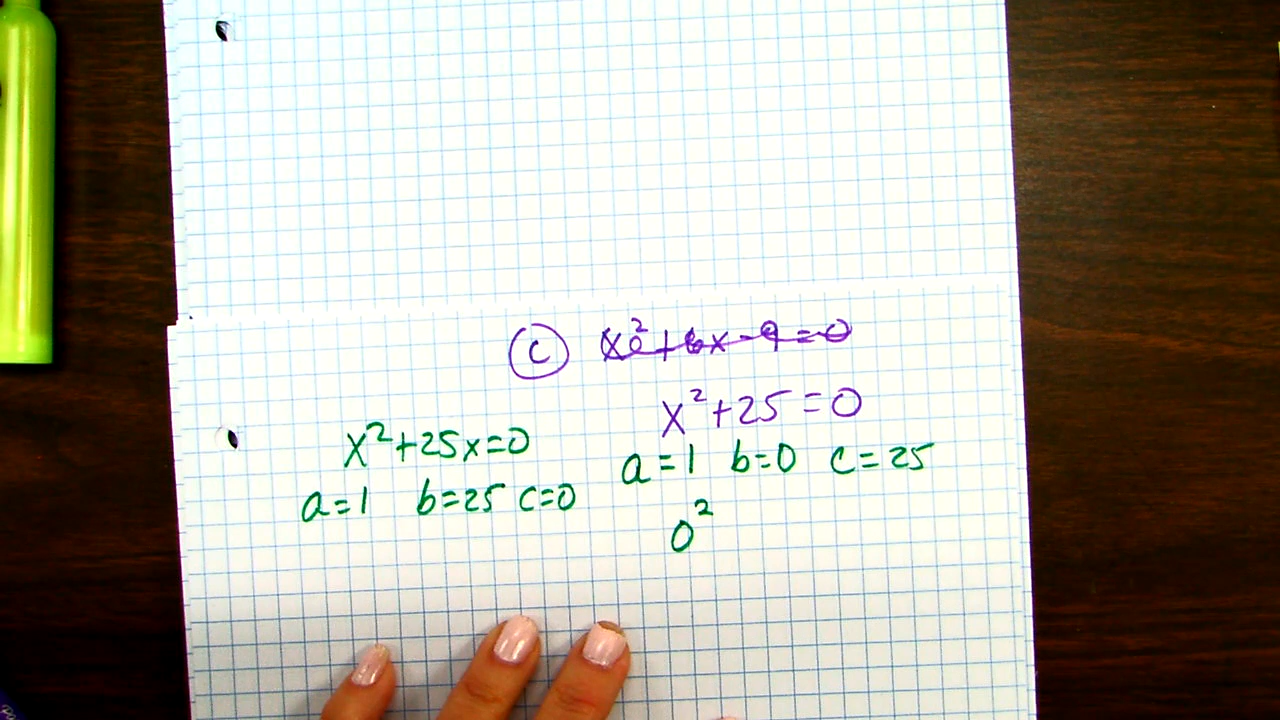 C x²+6x-9=0
x²+25=0
x²+25x=0
a=1 b=0 c=25
a=1 b=25 c=0
0²